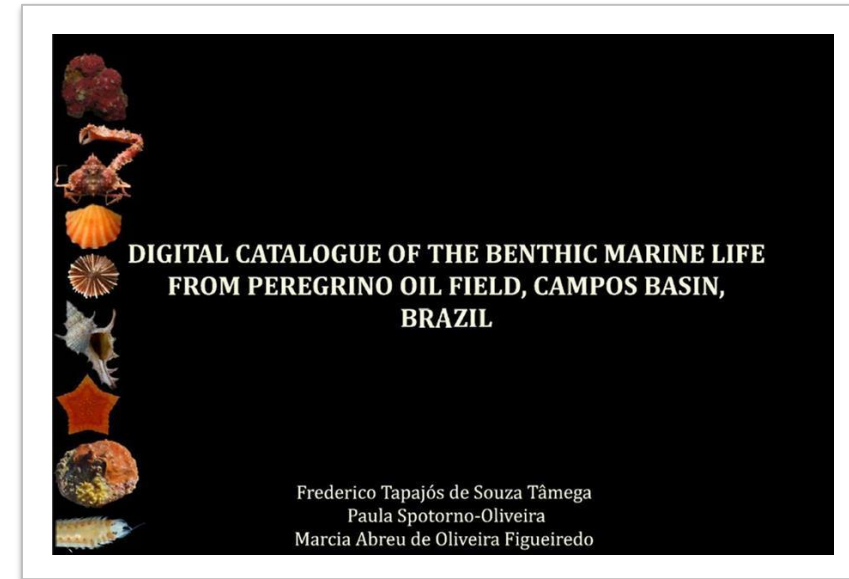 DIGITAL CATALOGUE OF THE BENTHIC MARINE LIFE
FROM PEREGRINO OIL FIELD, CAMPOS BASIN,
BRAZIL
Frederico Tapajós de Souza Tâmega
Paula Spotorno-Oliveira
Marcia Abreu de Oliveira Figueiredo